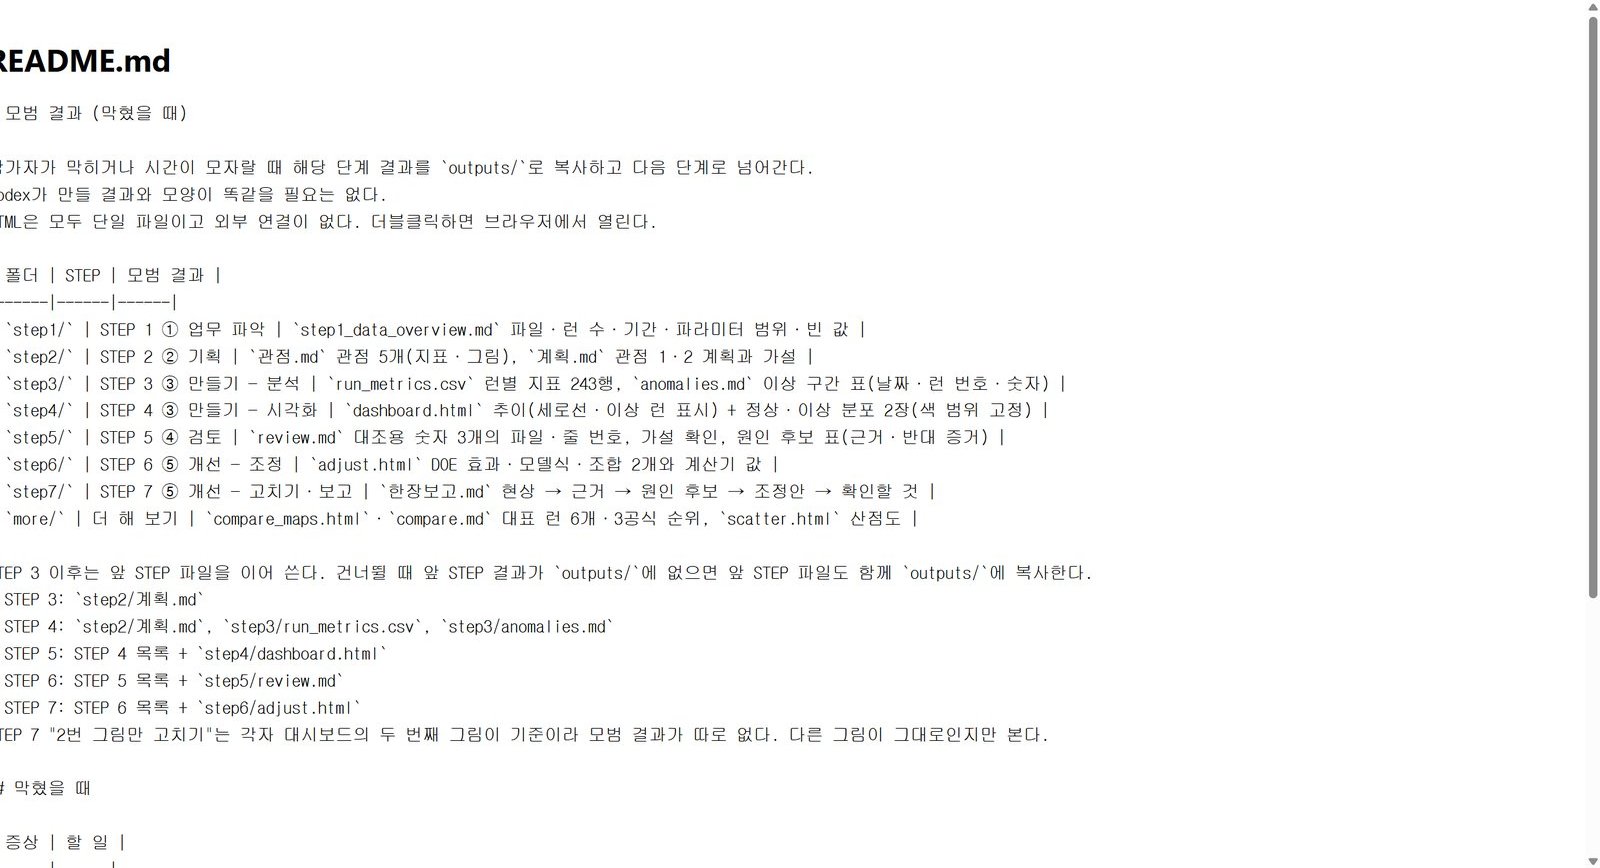 README.md
모범 결과 (막혔을 때)
막히거나 시간이 모자랄 때 해당 단계 결과를 `outputs/`로 복사하고 다음 단계로 넘어간다.
만들 결과와 모양이 똑같을 필요는 없다.
모두 단일 파일이고 외부 연결이 없다. 더블클릭하면 브라우저에서 열린다.
폴더 | STEP | 모범 결과 |
------|------|------|
`step1/` | STEP 1 ① 업무 파악 | `step1_data_overview.md` 파일·런 수·기간·파라미터 범위·빈 값 |
`step2/` | STEP 2 ② 기획 | `관점.md` 관점 5개(지표·그림), `계획.md` 관점 1·2 계획과 가설 |
`step3/` | STEP 3 ③ 만들기 – 분석 | `run_metrics.csv` 런별 지표 243행, `anomalies.md` 이상 구간 표(날짜·런 번호·숫자) |
`step4/` | STEP 4 ③ 만들기 – 시각화 | `dashboard.html` 추이(세로선·이상 런 표시) + 정상·이상 분포 2장(색 범위 고정) |
`step5/` | STEP 5 ④ 검토 | `review.md` 대조용 숫자 3개의 파일·줄 번호, 가설 확인, 원인 후보 표(근거·반대 증거) |
`step6/` | STEP 6 ⑤ 개선 – 조정 | `adjust.html` DOE 효과·모델식·조합 2개와 계산기 값 |
`step7/` | STEP 7 ⑤ 개선 – 고치기·보고 | `한장보고.md` 현상 → 근거 → 원인 후보 → 조정안 → 확인할 것 |
`more/` | 더 해 보기 | `compare_maps.html`·`compare.md` 대표 런 6개·3공식 순위, `scatter.html` 산점도 |
3 이후는 앞 STEP 파일을 이어 쓴다. 건너뛸 때 앞 STEP 결과가 `outputs/`에 없으면 앞 STEP 파일도 함께 `outputs/`에 복사한다.
STEP 3: `step2/계획.md`
STEP 4: `step2/계획.md`, `step3/run_metrics.csv`, `step3/anomalies.md`
STEP 5: STEP 4 목록 + `step4/dashboard.html`
STEP 6: STEP 5 목록 + `step5/review.md`
STEP 7: STEP 6 목록 + `step6/adjust.html`
7 "2번 그림만 고치기"는 각자 대시보드의 두 번째 그림이 기준이라 모범 결과가 따로 없다. 다른 그림이 그대로인지만 본다.
# 막혔을 때
증상 | 할 일 |